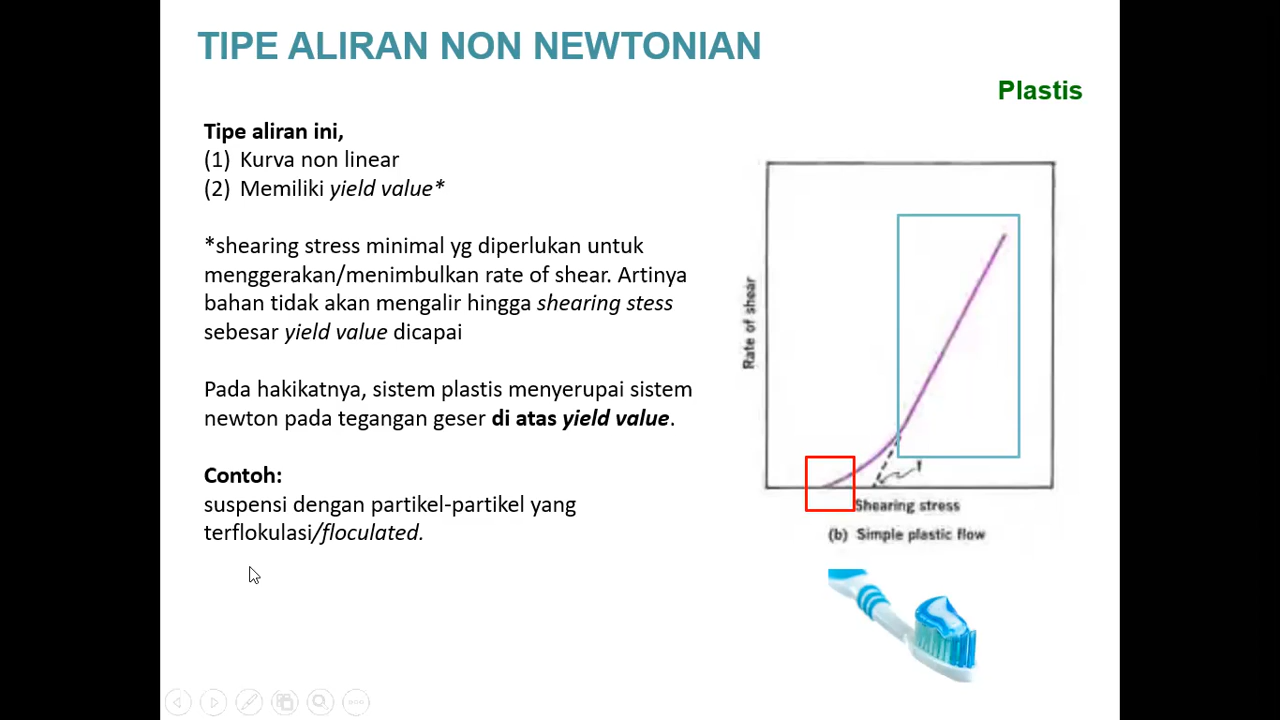 TIPE ALIRAN NON NEWTONIAN
Plastis
Tipe aliran ini,
(1) Kurva non linear
(2) Memiliki yield value*
*shearing stress minimal yg diperlukan untuk
menggerakan/menimbulkan rate of shear. Artinya
bahan tidak akan mengalir hingga shearing stess
sebesar yield value dicapai
Pada hakikatnya, sistem plastis menyerupai sistem
newton pada tegangan geser di atas yield value.
Contoh:
suspensi dengan partikel-partikel yang
terflokulasi/floculated.
Rate of shear
Shearing stress
(b) Simple plastic flow